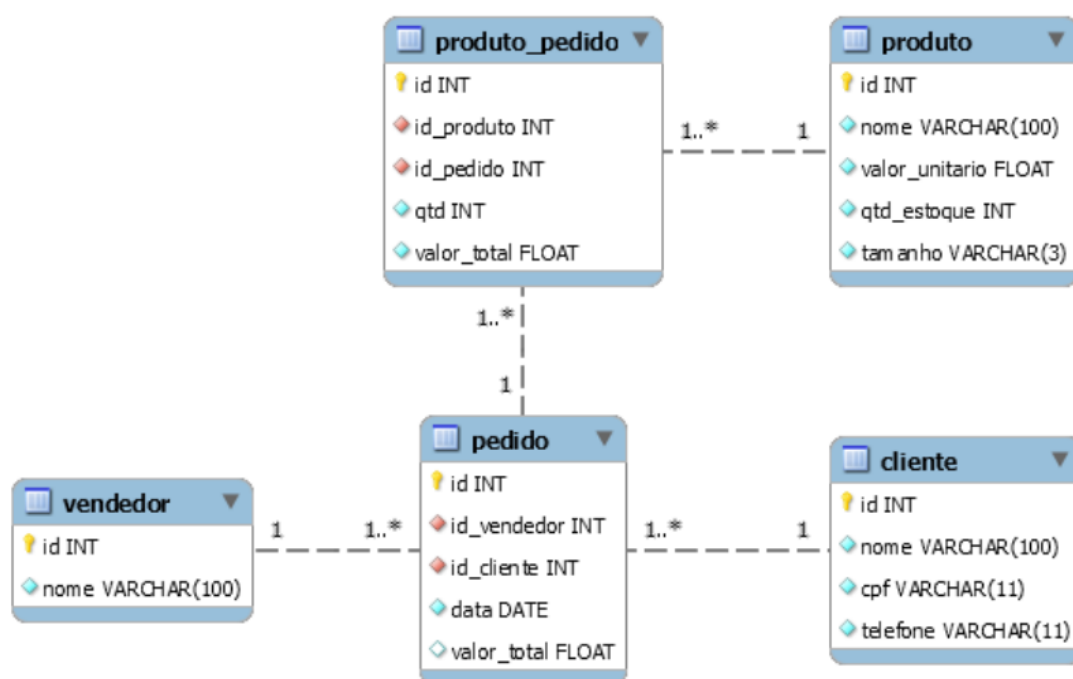 produto_pedido
id INT
id_produto INT
id_pedido INT
qtd INT
valor_total FLOAT
1..*
1
produto
id INT
nome VARCHAR(100)
valor_unitario FLOAT
qtd_estoque INT
tamanho VARCHAR(3)
1..*
1
vendedor
id INT
nome VARCHAR(100)
1
1..*
pedido
id INT
id_vendedor INT
id_cliente INT
data DATE
valor_total FLOAT
1..*
1
cliente
id INT
nome VARCHAR(100)
cpf VARCHAR(11)
telefone VARCHAR(11)